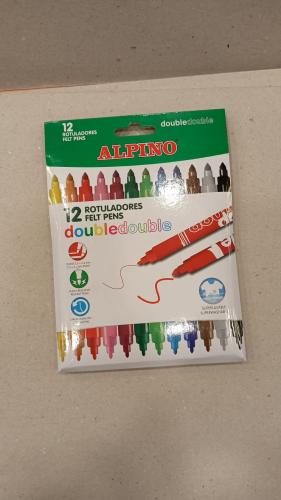 12
ROTULADORES
FELT PENS
doubledouble
ALPINO
12 ROTULADORES
FELT PENS
doubledouble